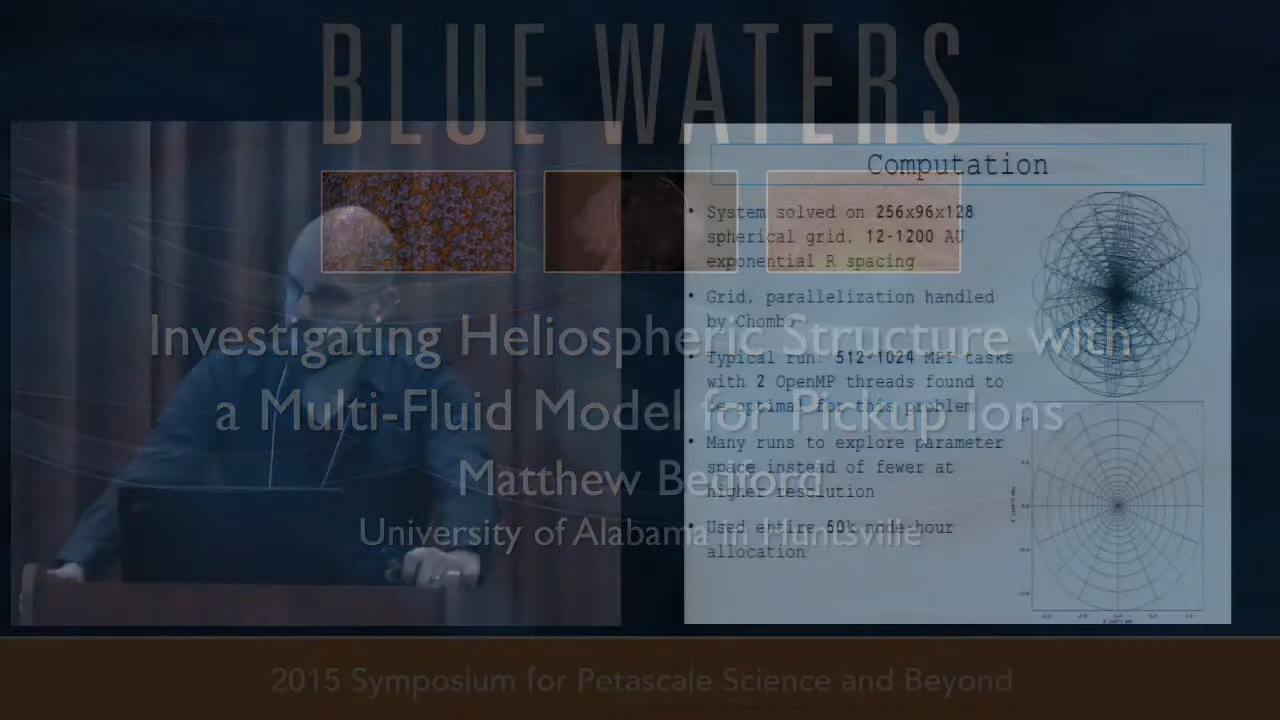 BLUE WATERS
Computation
• System solved on 256x96x128
spherical grid, 12-1200 AU
exponential R spacing
• Grid, parallelization handled
by Chombo
• Typical run: 512-1024 MPI tasks
with 2 OpenMP threads found to
be optimal for this problem
• Many runs to explore parameter
space instead of fewer at
higher resolution
• Used entire 60k node-hour
allocation
Investigating Heliospheric Structure with
a Multi-Fluid Model for Pickup Ions
Matthew Bedford
University of Alabama in Huntsville
2015 Symposium for Petascale Science and Beyond